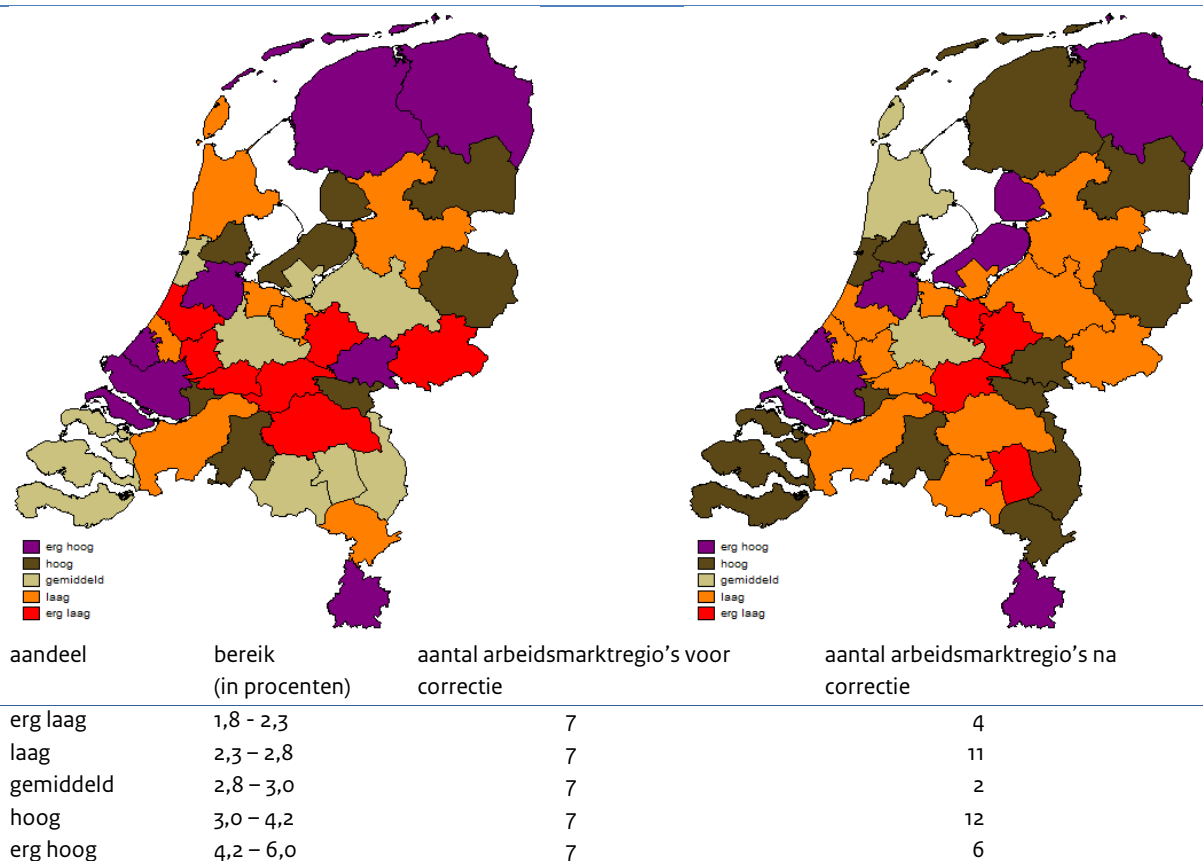 erg hoog
hoog
gemiddeld
laag
erg laag
erg hoog
hoog
gemiddeld
laag
erg laag
aandeel bereik aantal arbeidsmarktregio's voor aantal arbeidsmarktregio's na
(in procenten) correctie correctie
erg laag 1,8 - 2,3 7 4
laag 2,3 – 2,8 7 11
gemiddeld 2,8 – 3,0 7 2
hoog 3,0 – 4,2 7 12
erg hoog 4,2 – 6,0 7 6